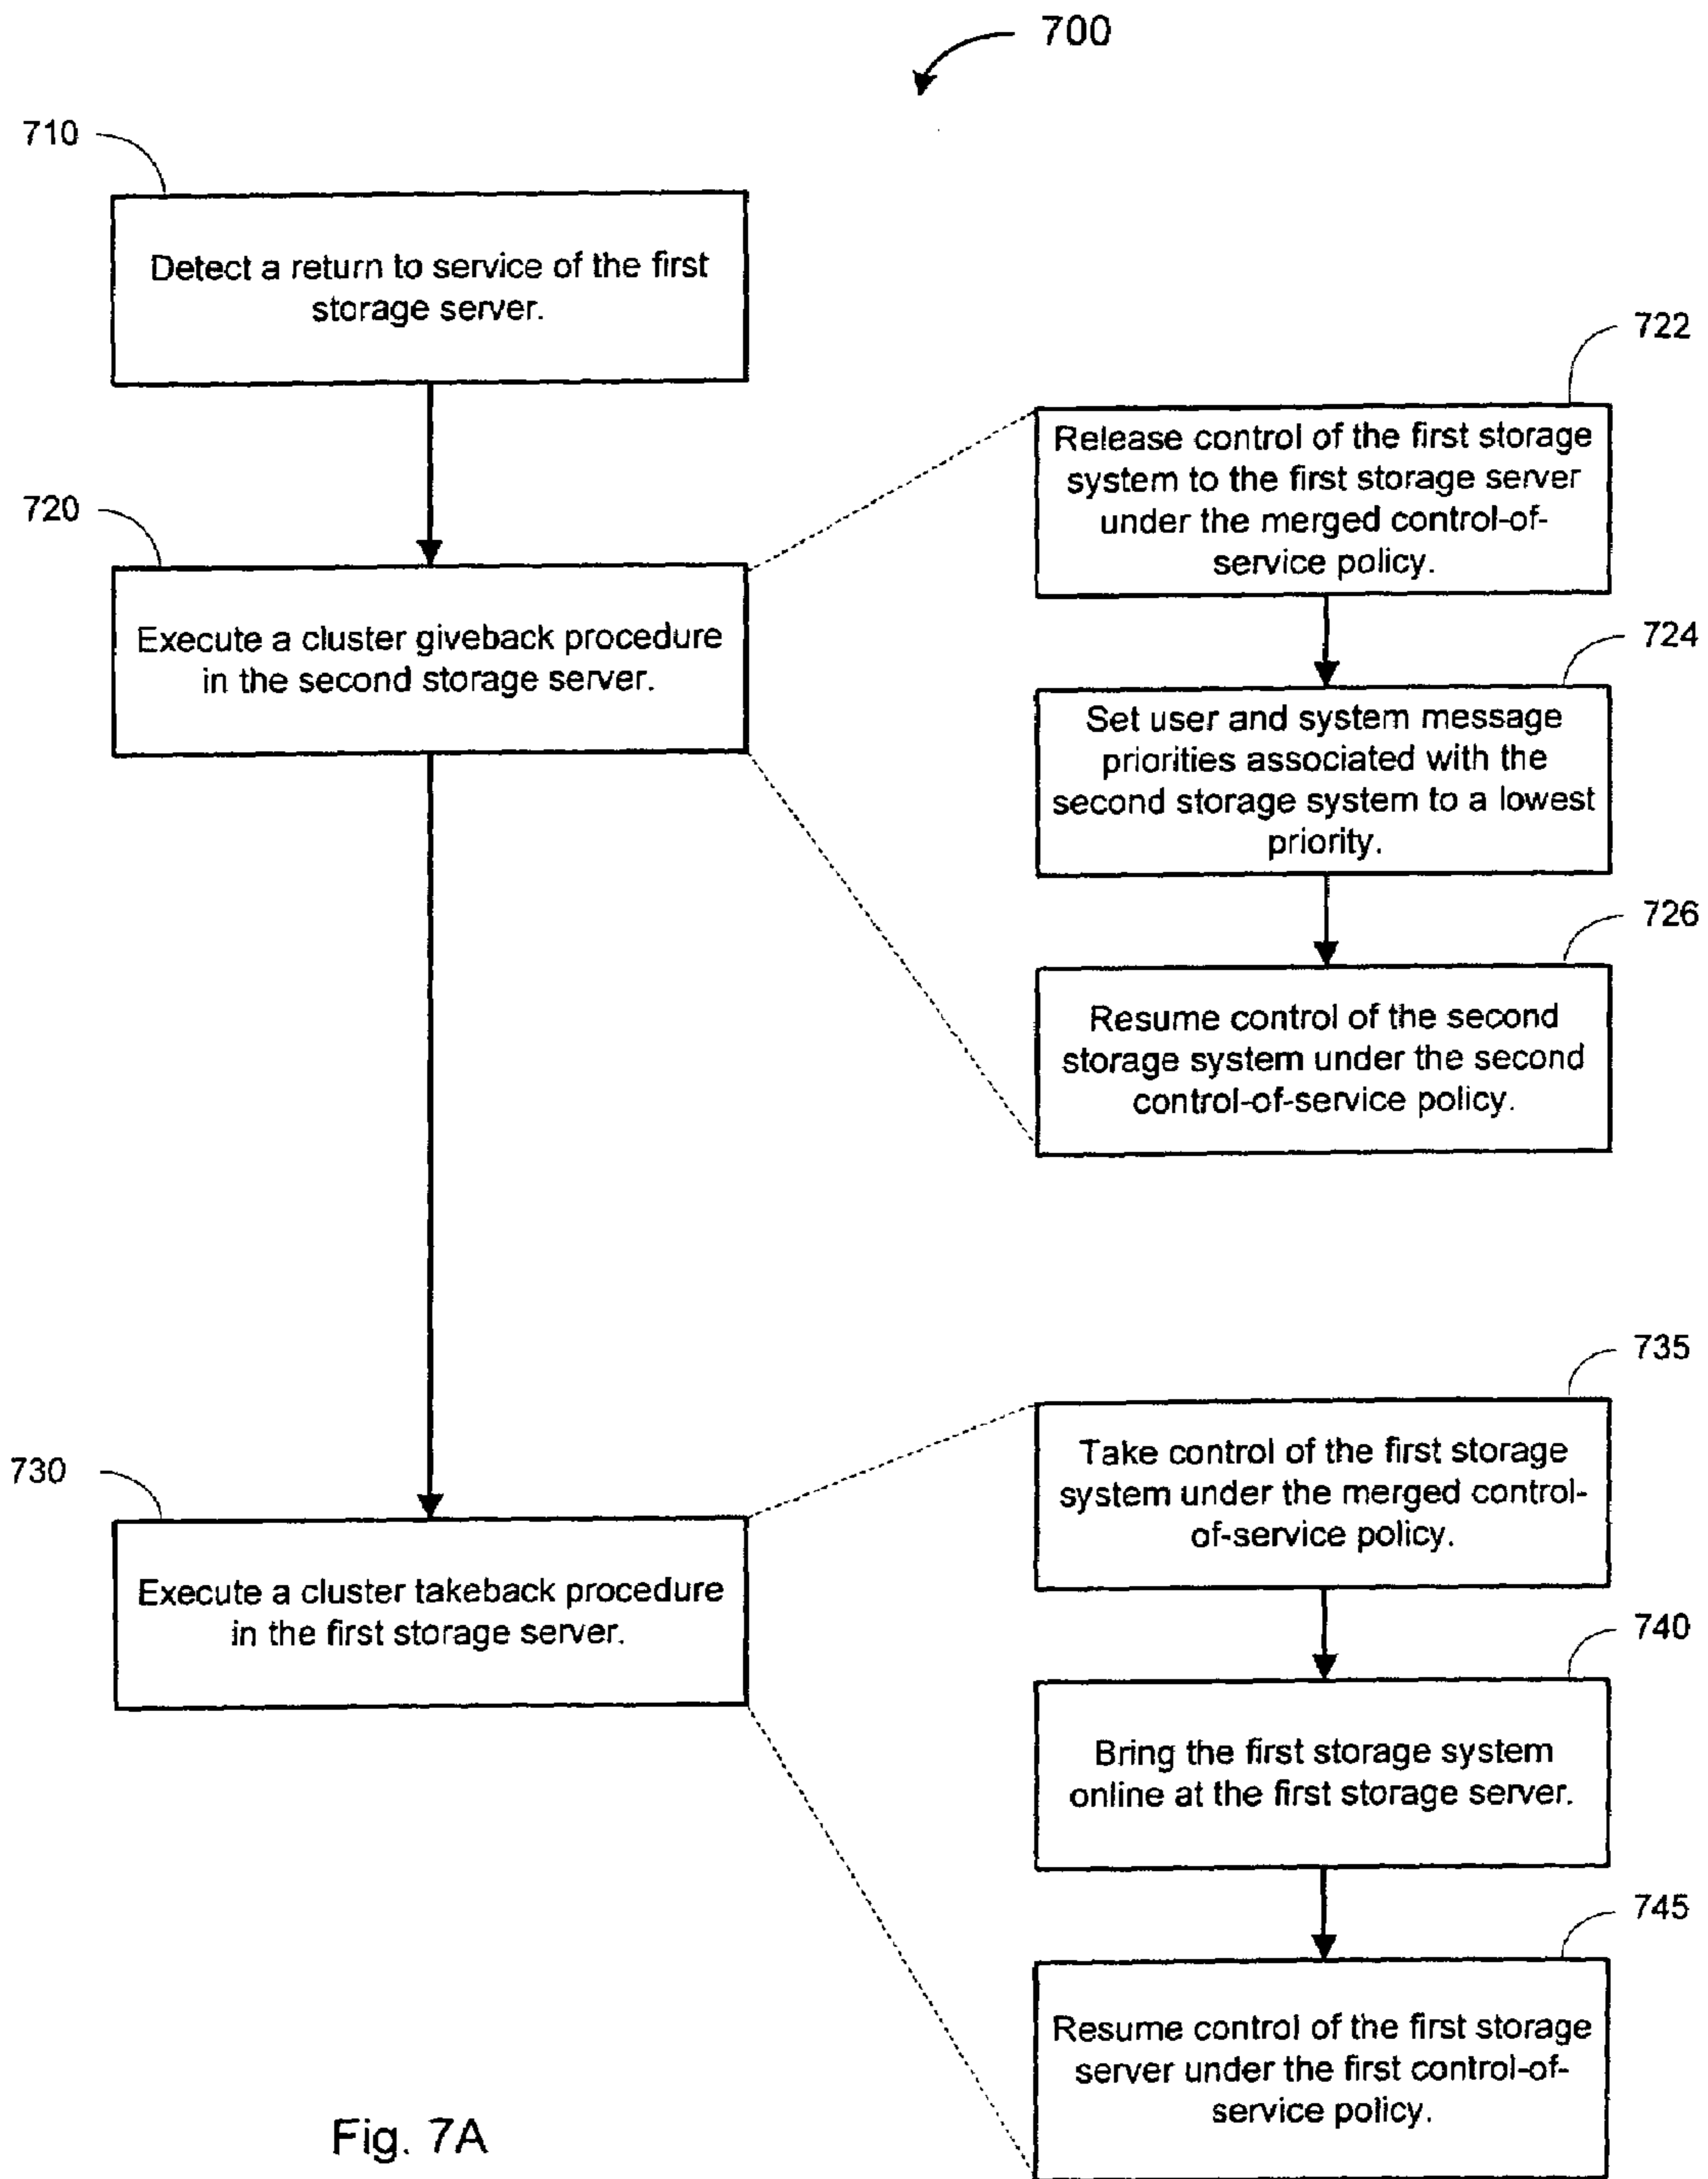 700
710
Detect a return to service of the first
storage server.
720
Execute a cluster giveback procedure
in the second storage server.
722
Release control of the first storage
system to the first storage server
under the merged control-of-
service policy.
724
Set user and system message
priorities associated with the
second storage system to a lowest
priority.
726
Resume control of the second
storage system under the second
control-of-service policy.
730
Execute a cluster takeback procedure
in the first storage server.
735
Take control of the first storage
system under the merged control-
of-service policy.
740
Bring the first storage system
online at the first storage server.
745
Resume control of the first storage
server under the first control-of-
service policy.
Fig. 7A